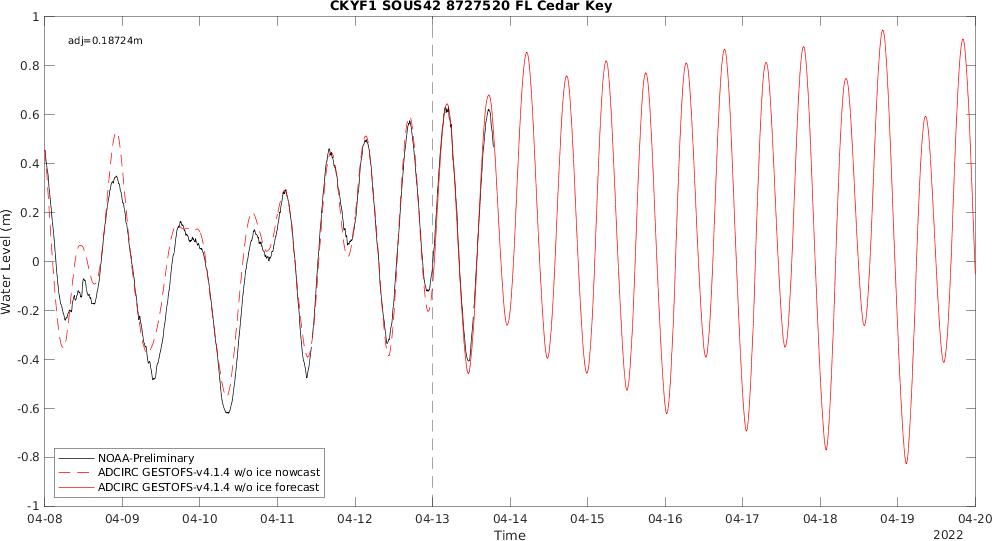 CKYF1 SOUS42 8727520 FL Cedar Key
adj=0.18724m
1
0.8
0.6
0.4
0.2
0
-0.2
-0.4
-0.6
-0.8
-1
Water Level (m)
NOAA-Preliminary
ADCIRC GESTOFS-v4.1.4 w/o ice nowcast
ADCIRC GESTOFS-v4.1.4 w/o ice forecast
04-08 04-09 04-10 04-11 04-12 04-13 04-14 04-15 04-16 04-17 04-18 04-19 04-20
Time
2022